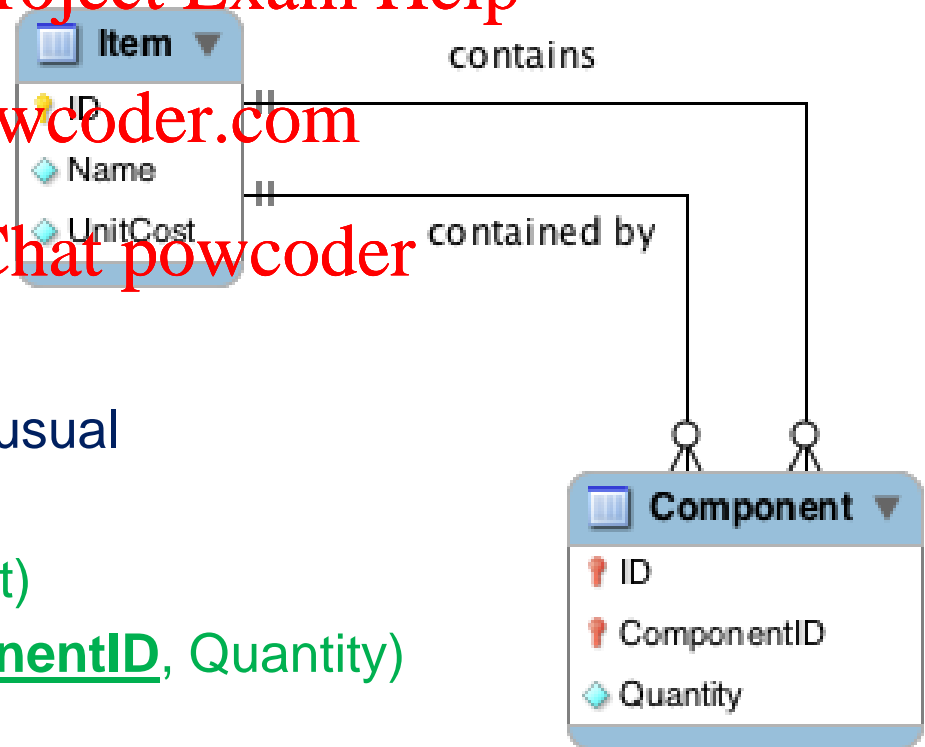 Project Exam Help
Item
contains
ID
wcoder.com
Name
UnitCost
contained by
Chat powcoder
usual
Component
ID
t)
ComponentID
nentID, Quantity)
Quantity